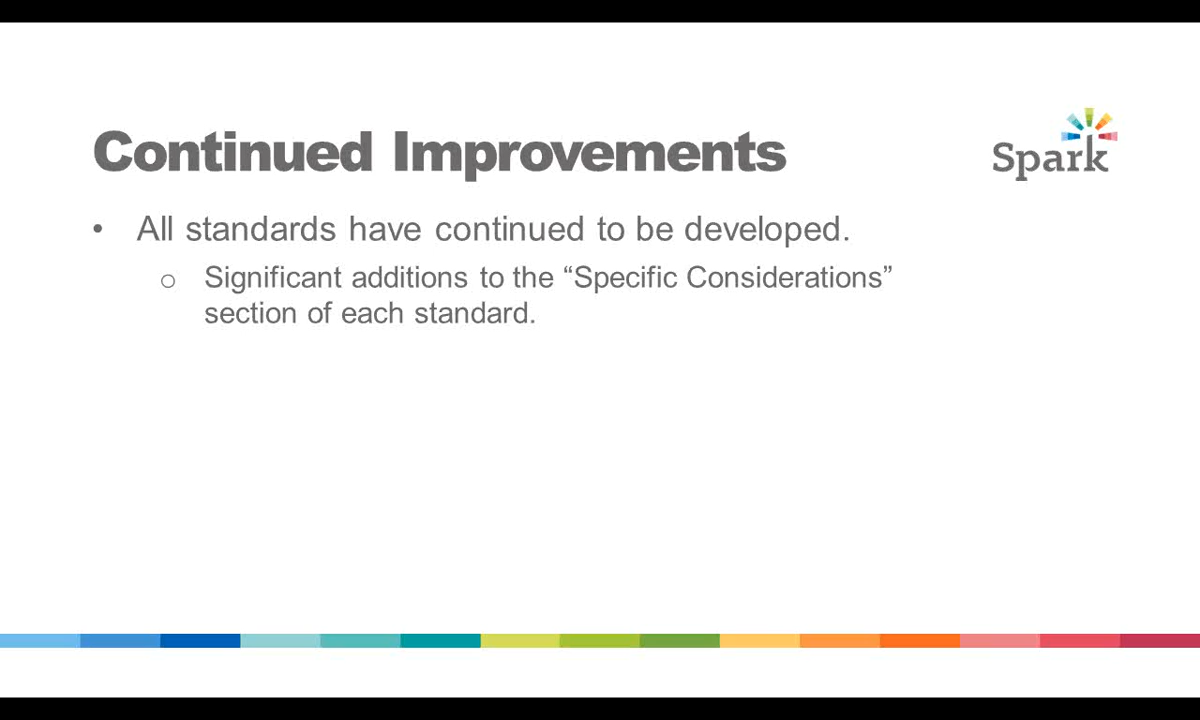 Continued Improvements
Spark
• All standards have continued to be developed.
o Significant additions to the “Specific Considerations”
section of each standard.